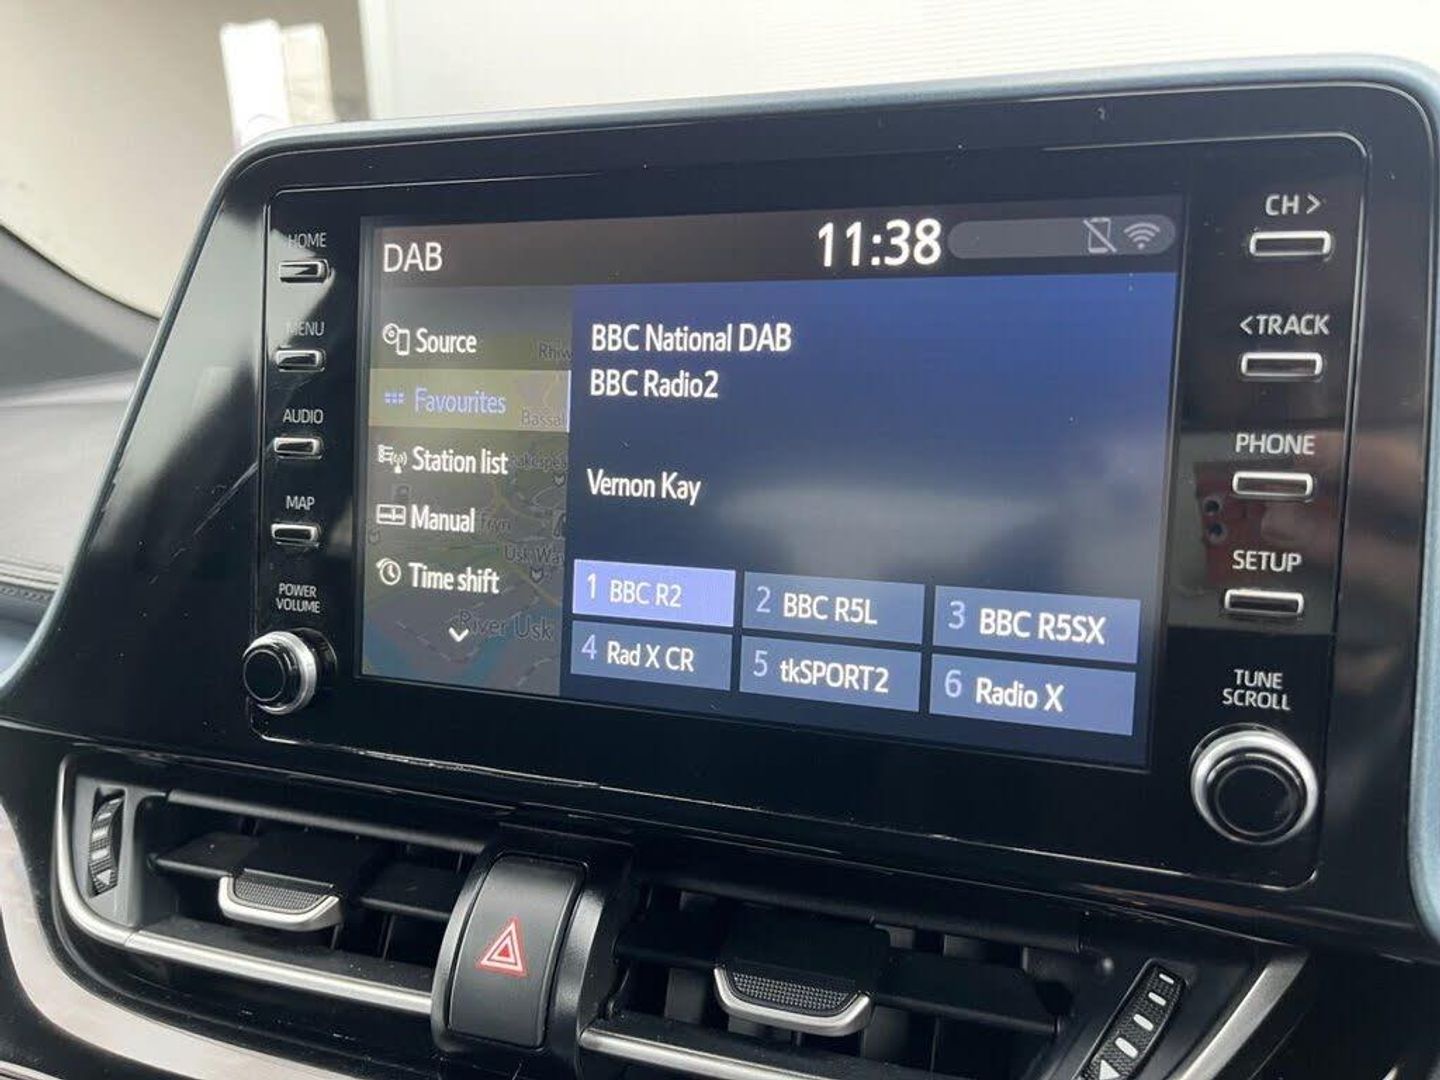 HOME
MENU
AUDIO
MAP
POWER
VOLUME
DAB
11:38
Source
Favourites
Station list
Manual
Time shift
Usk Wa
River Usk
BBC National DAB
BBC Radio2
Vernon Kay
1 BBC R2
2 BBC R5L
3 BBC R5SX
4 Rad X CR
5 tkSPORT2
6 Radio X
CH >
< TRACK
PHONE
SETUP
TUNE
SCROLL